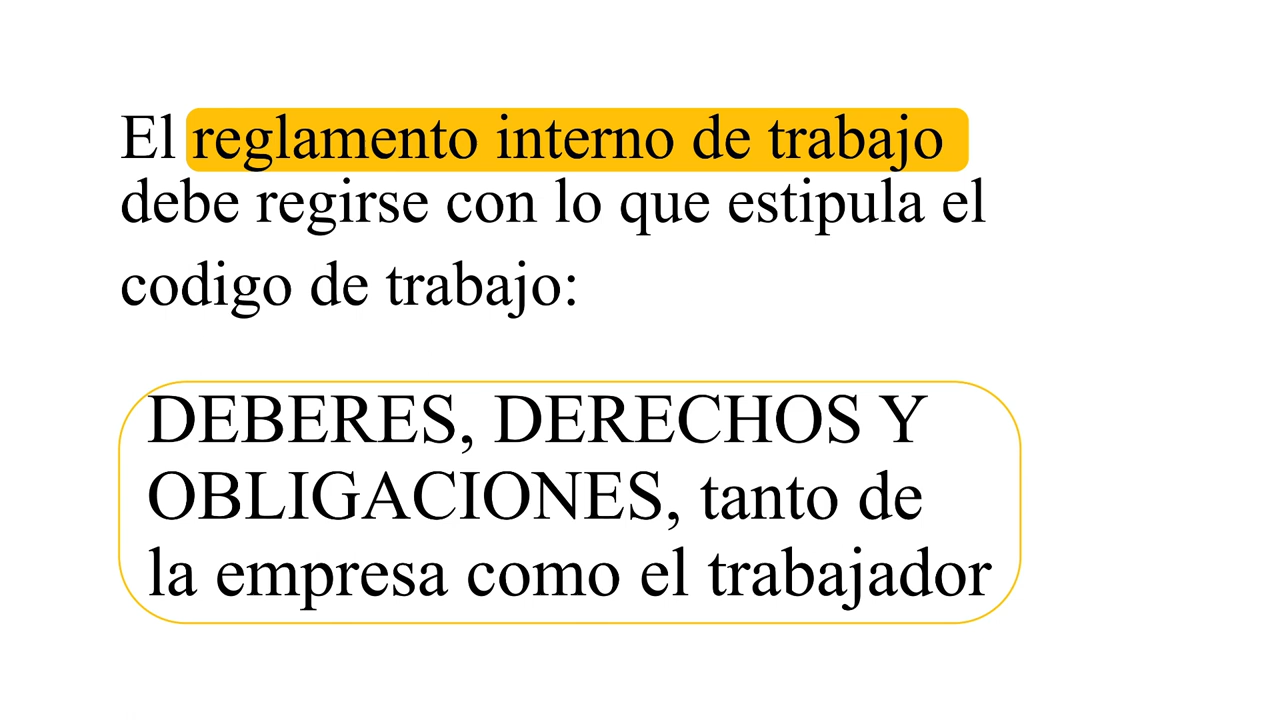 El reglamento interno de trabajo
debe regirse con lo que estipula el
codigo de trabajo:
DEBERES, DERECHOS Y
OBLIGACIONES, tanto de
la empresa como el trabajador